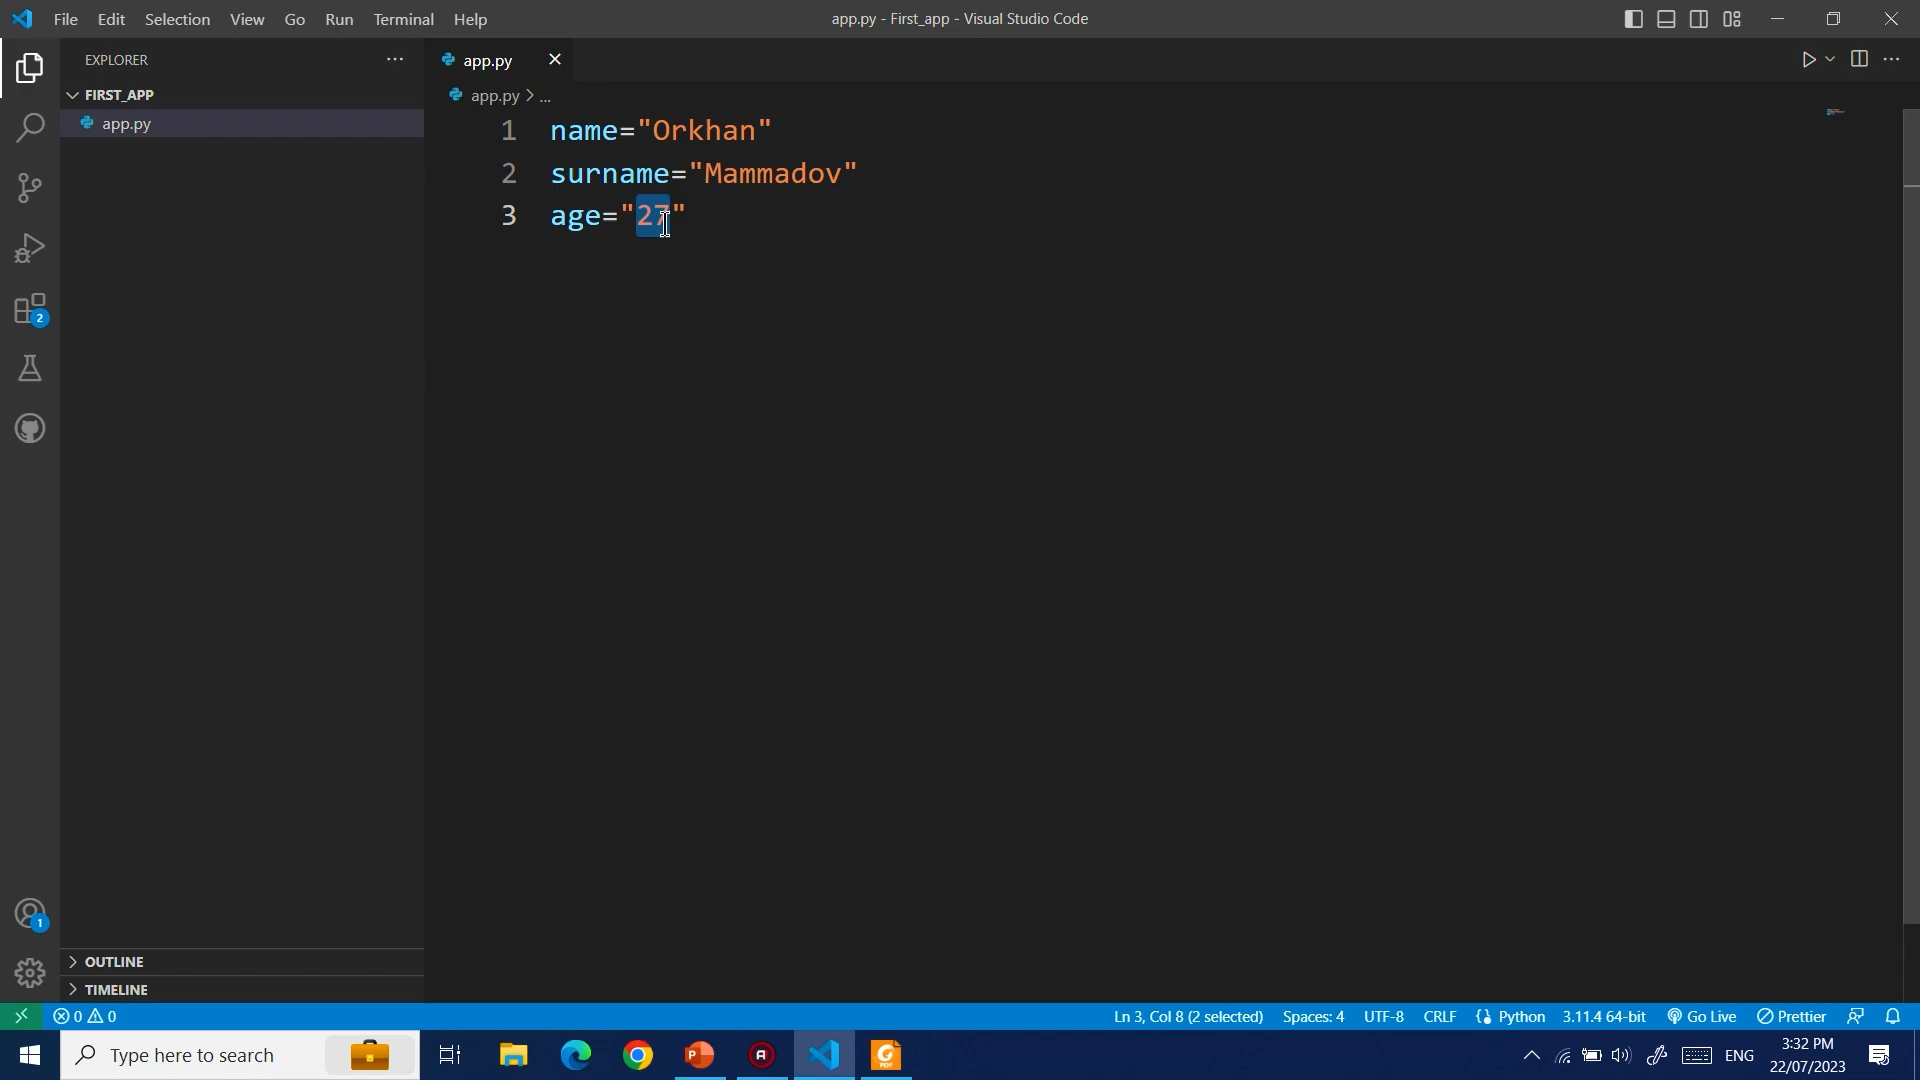 File Edit Selection View Go Run Terminal Help
app.py - First_app - Visual Studio Code
EXPLORER
FIRST_APP
app.py
app.py
app.py > ...
1 name="Orkhan"
2 surname="Mammadov"
3 age="27"
2
1
OUTLINE
TIMELINE
0 0
Ln 3, Col 8 (2 selected) Spaces: 4 UTF-8 CRLF Python 3.11.4 64-bit Go Live Prettier
Type here to search
P
A
G
PDF
ENG
3:32 PM
22/07/2023